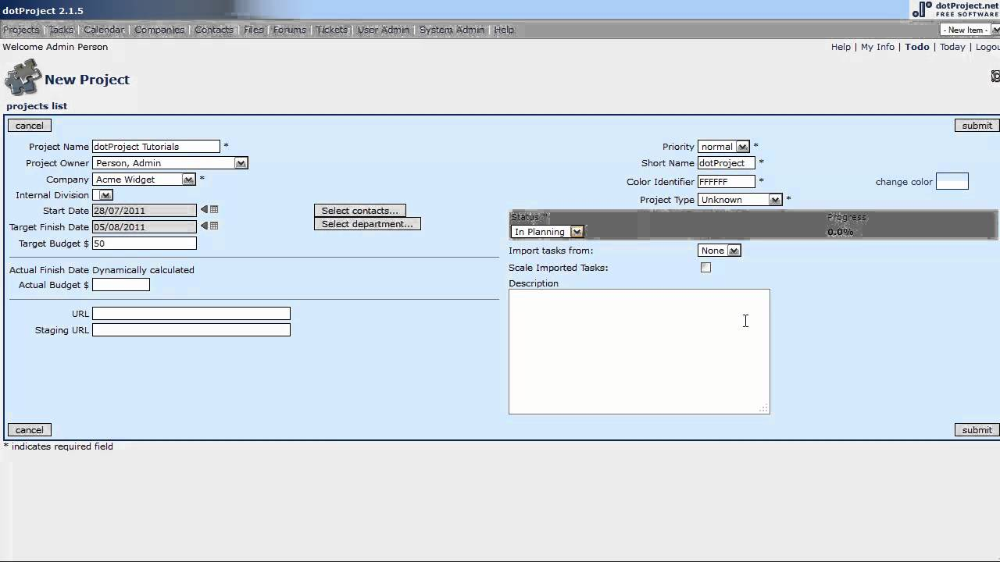 dotProject 2.1.5
dotProject.net
FREE SOFTWARE
Projects | Tasks | Calendar | Companies | Contacts | Files | Forums | Tickets | User Admin | System Admin | Help
- New Item -
Welcome Admin Person
Help | My Info | Todo | Today | Logou
New Project
projects list
cancel
submit
Project Name dotProject Tutorials *
Project Owner Person, Admin
Company Acme Widget *
Internal Division
Start Date 28/07/2011
Target Finish Date 05/08/2011
Target Budget $ 50
Select contacts...
Select department...
Actual Finish Date Dynamically calculated
Actual Budget $
URL
Staging URL
Priority normal *
Short Name dotProject *
Color Identifier FFFFFF * change color
Project Type Unknown *
Status * Progress
In Planning 0.0%
Import tasks from: None
Scale Imported Tasks:
Description
cancel
submit
* indicates required field